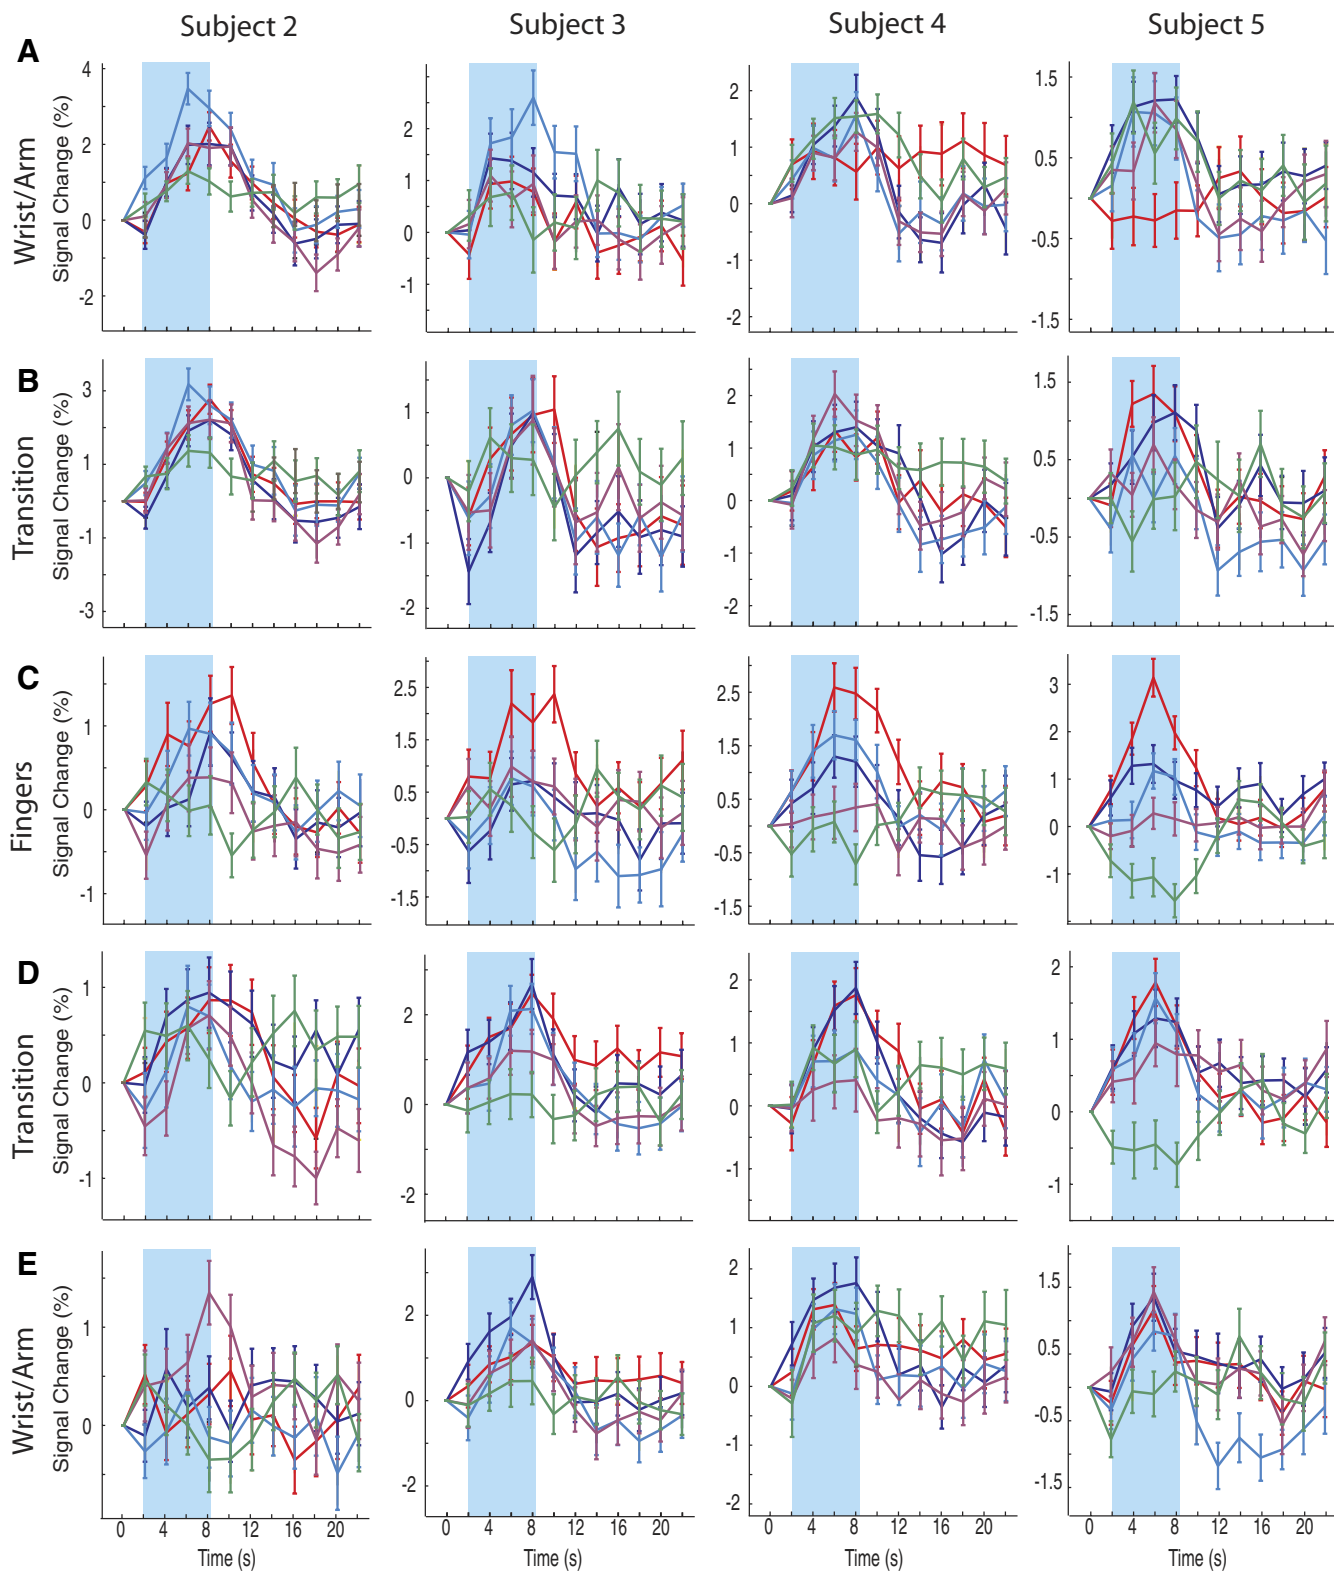 Subject 2 Subject 3 Subject 4 Subject 5
A
Wrist/Arm
Signal Change (%)
4 2 0 -2
2 1 0 -1
2 1 0 -1 -2
1.5 0.5 -0.5 -1.5
B
Transition
Signal Change (%)
3 1 -1 -3
1 0 -1 -2
2 1 0 -1 -2
1.5 0.5 -0.5 -1.5
C
Fingers
Signal Change (%)
1 0 -1
2.5 1.5 0.5 -0.5 -1.5
2.5 1.5 0.5 -0.5 -1.5
3 2 1 0 -1
D
Transition
Signal Change (%)
1 0 -1
2 0 -2
2 1 0 -1
2 1 0 -1
E
Wrist/Arm
Signal Change (%)
1 0
2 0 -2
2 1 0 -1 -2
1.5 0.5 -0.5 -1.5
0 4 8 12 16 20 0 4 8 12 16 20 0 4 8 12 16 20 0 4 8 12 16 20
Time (s) Time (s) Time (s) Time (s)